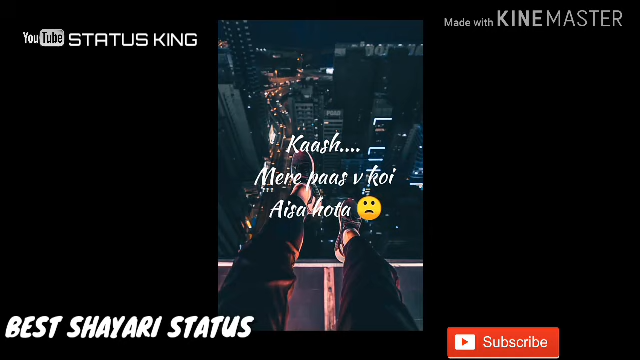 YouTube STATUS KING
Made with KINEMASTER
Kaash....
Mere paas v koi
Aisa hota
BEST SHAYARI STATUS
Subscribe